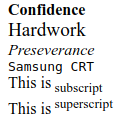 Confidence
Hardwork
Preseverance
Samsung CRT
This is subscript
This is superscript